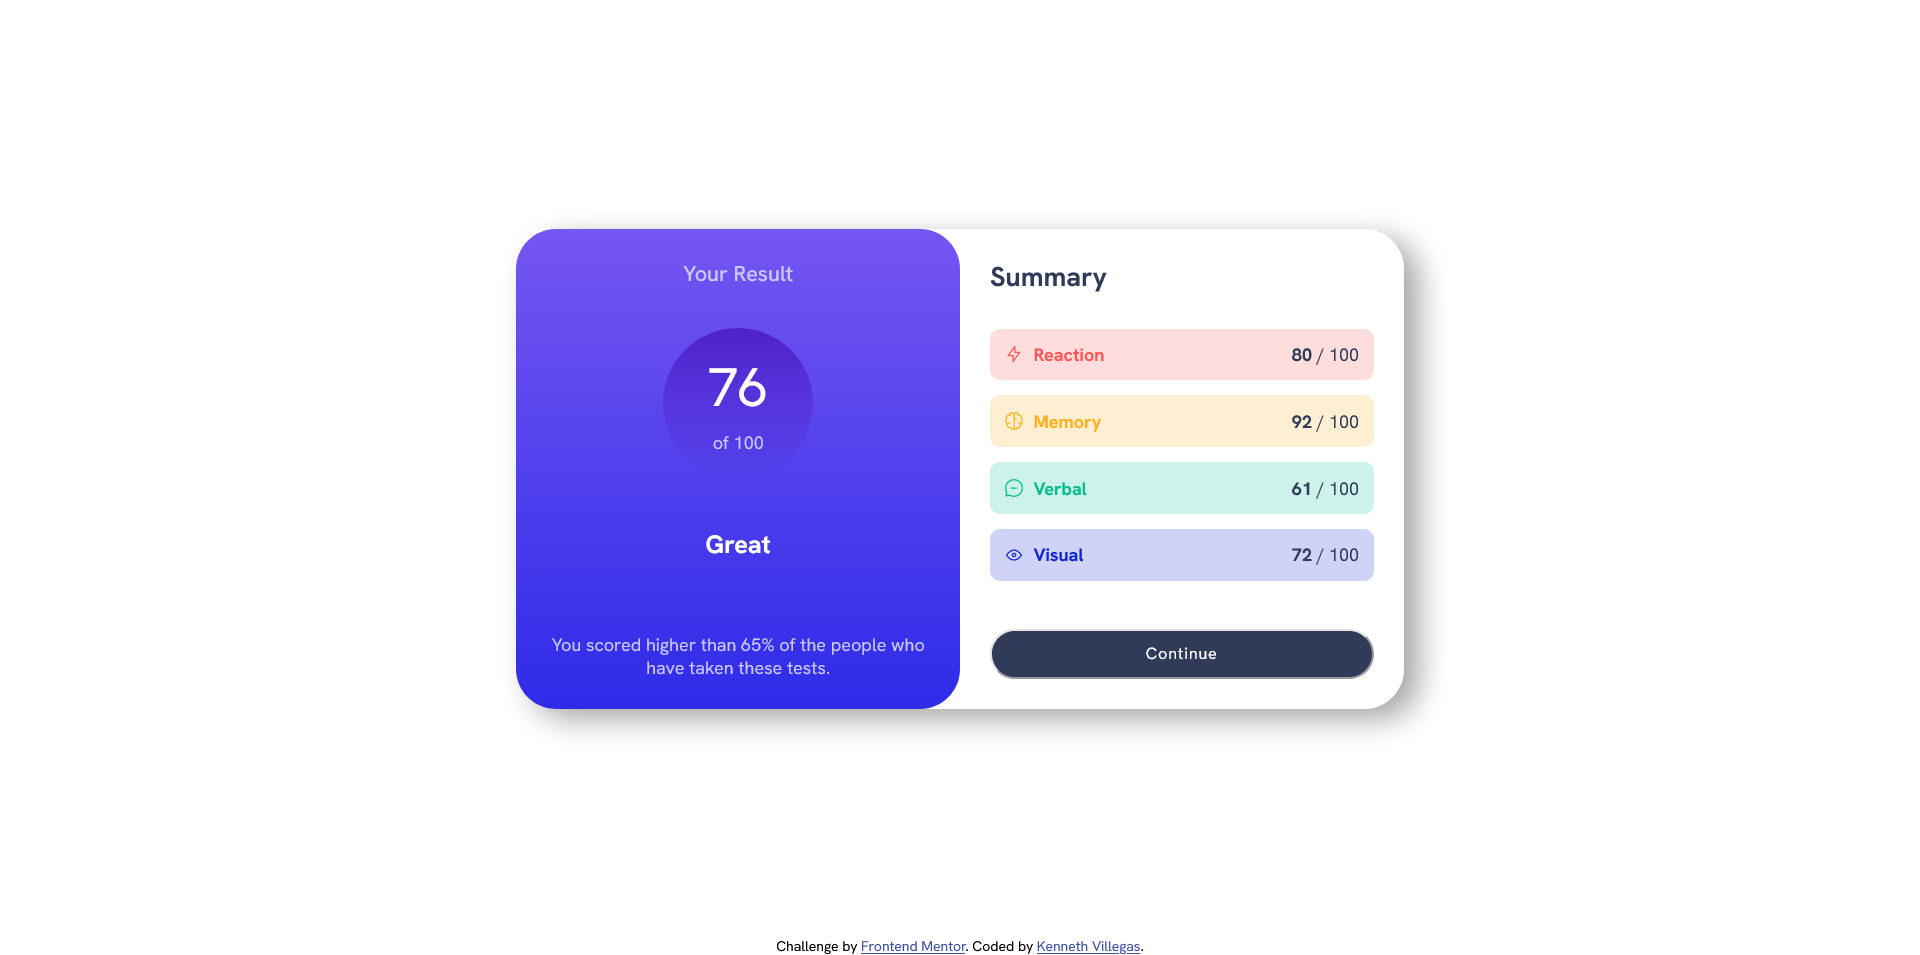 Your Result
76
of 100
Great
You scored higher than 65% of the people who
have taken these tests.
Summary
Reaction 80 / 100
Memory 92 / 100
Verbal 61 / 100
Visual 72 / 100
Continue
Challenge by Frontend Mentor. Coded by Kenneth Villegas.